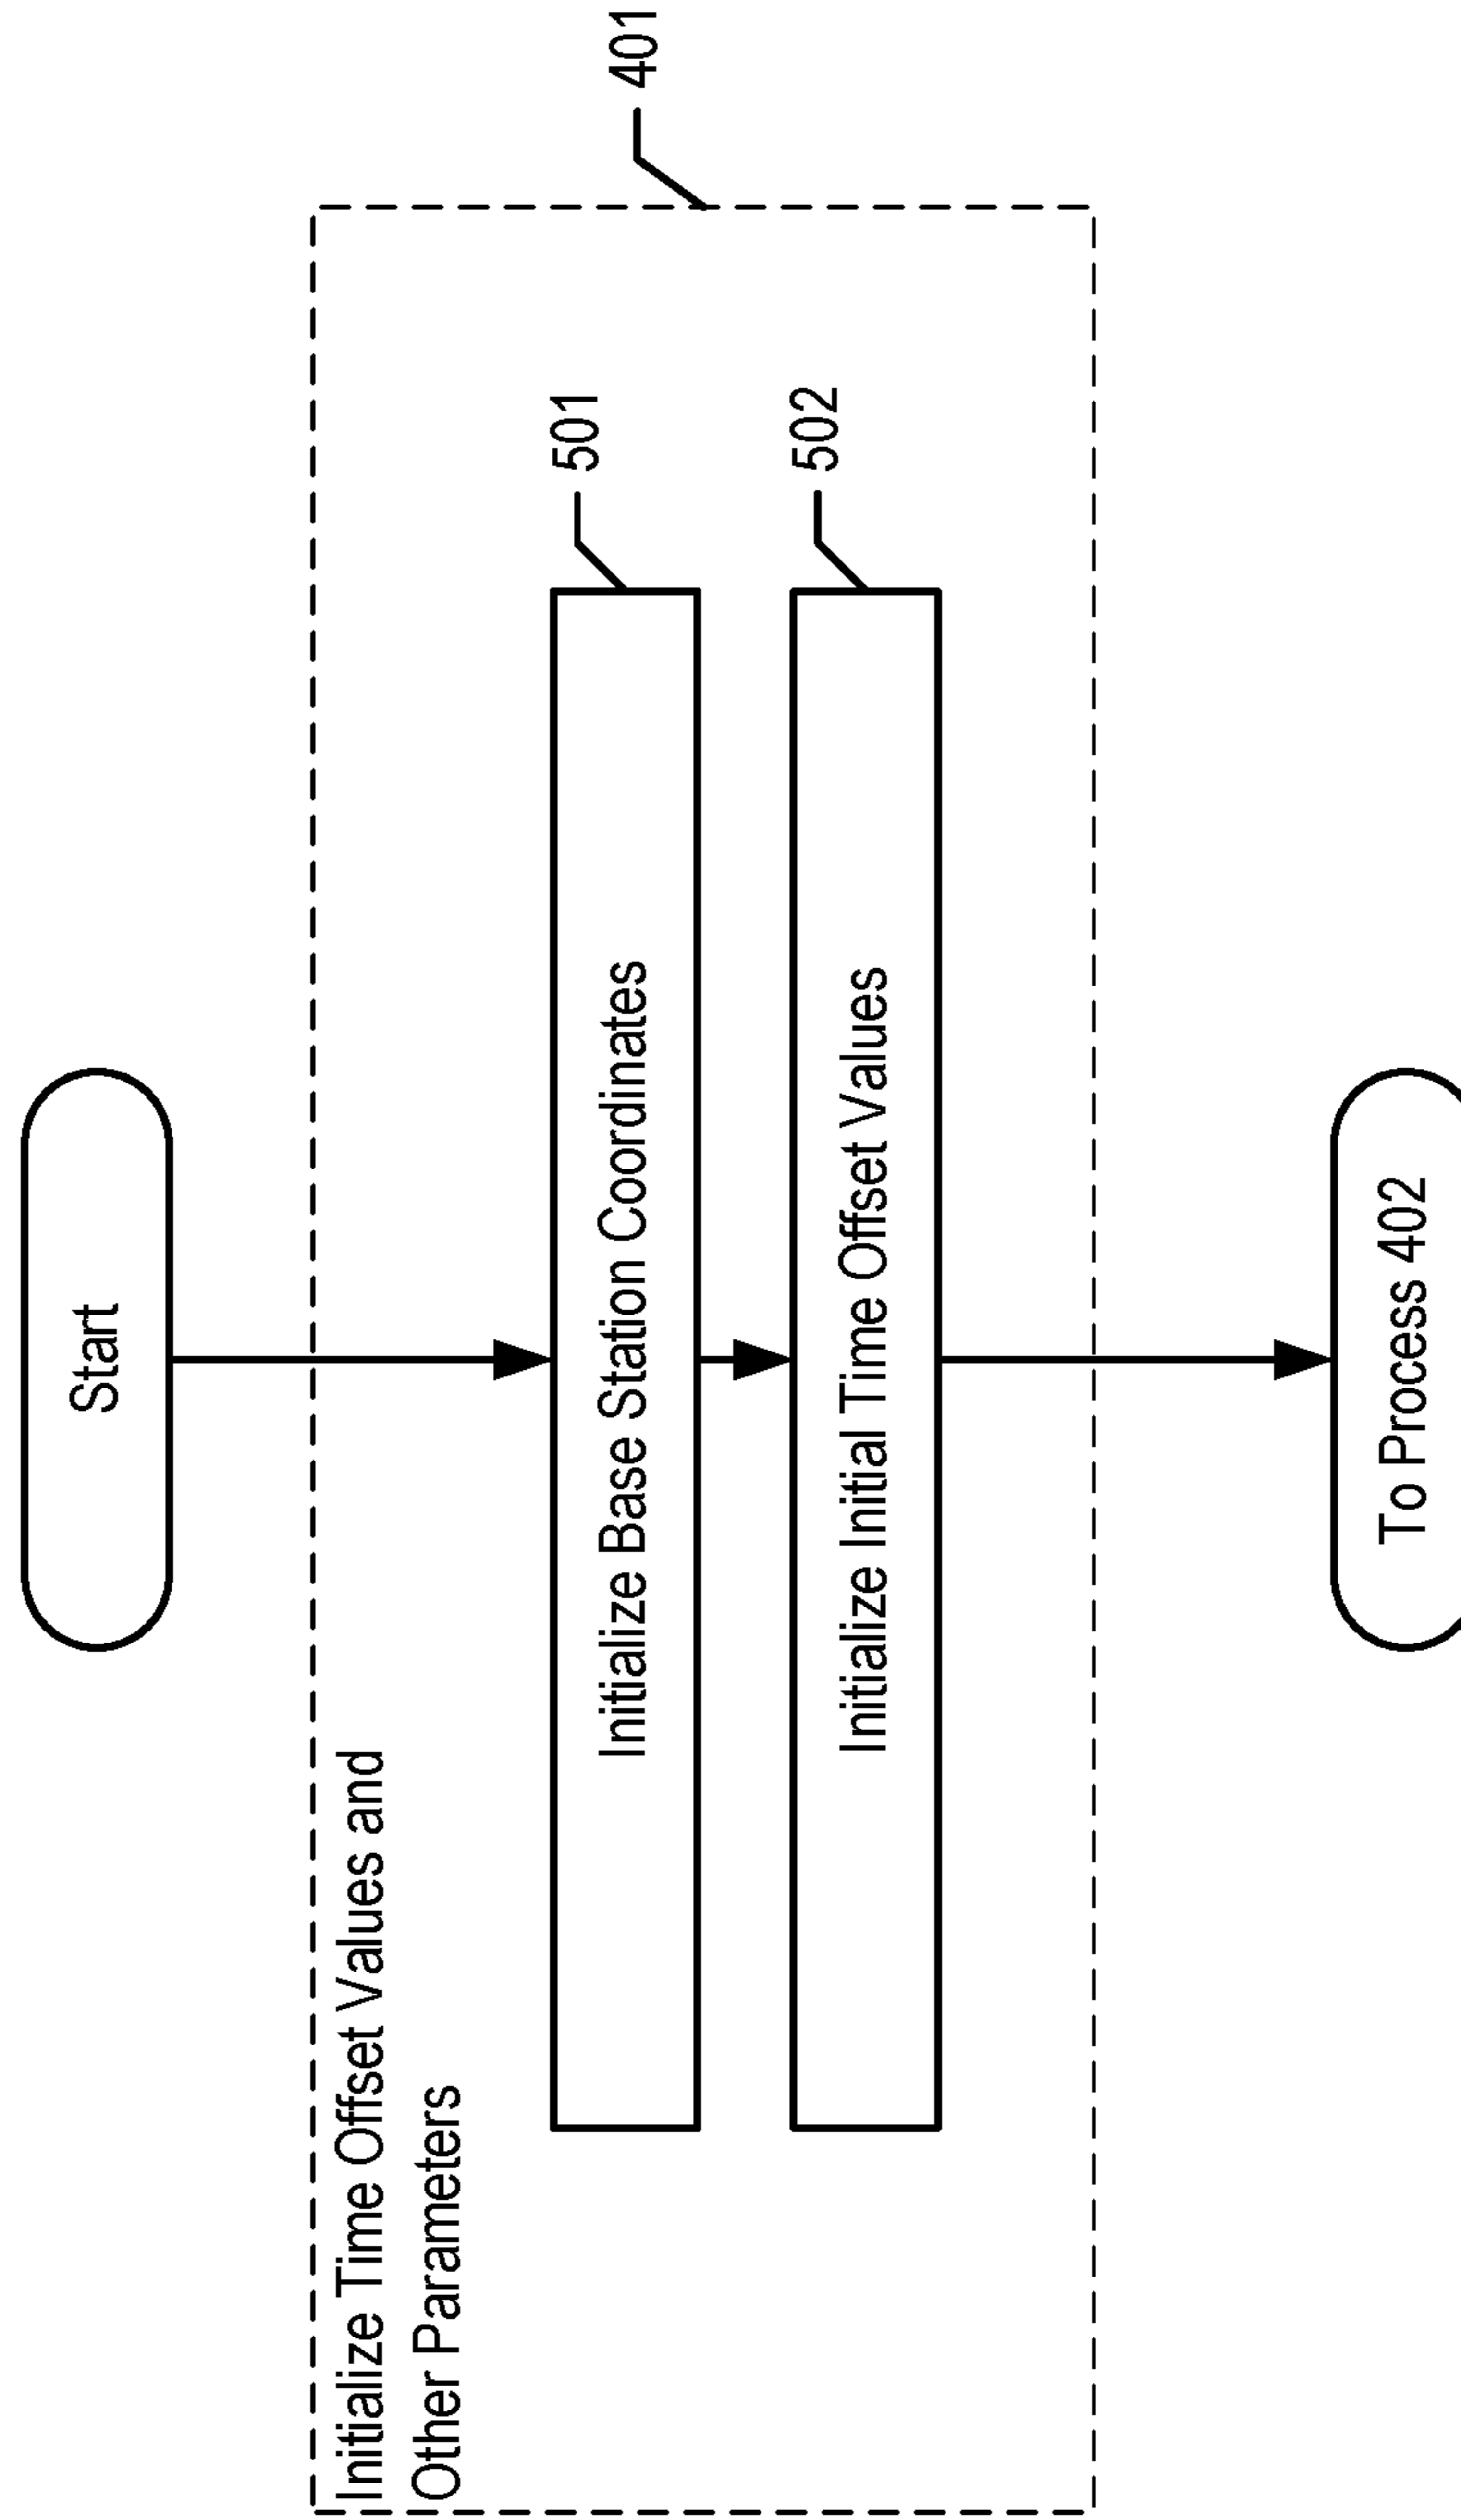 Start
401
Initialize Time Offset Values and
Other Parameters
501
Initialize Base Station Coordinates
502
Initialize Initial Time Offset Values
To Process 402